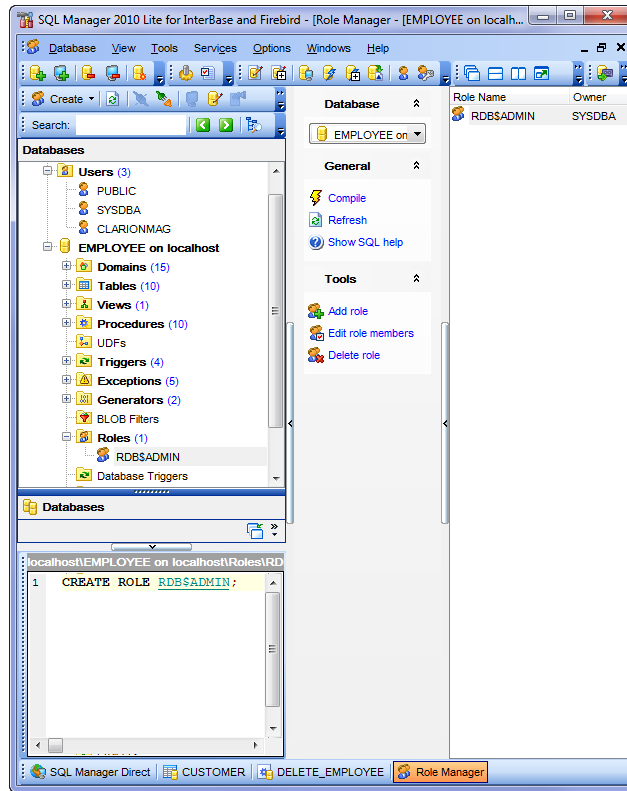 SQL Manager 2010 Lite for InterBase and Firebird - [Role Manager - [EMPLOYEE on localh...
Database View Tools Services Options Windows Help
Create
Search:
Databases
Users (3)
PUBLIC
SYSDBA
CLARIONMAG
EMPLOYEE on localhost
Domains (15)
Tables (10)
Views (1)
Procedures (10)
UDFs
Triggers (4)
Exceptions (5)
Generators (2)
BLOB Filters
Roles (1)
RDB$ADMIN
Database Triggers
Databases
localhost\EMPLOYEE on localhost\Roles\RD
1 CREATE ROLE RDB$ADMIN;
Database
EMPLOYEE on
General
Compile
Refresh
Show SQL help
Tools
Add role
Edit role members
Delete role
Role Name Owner
RDB$ADMIN SYSDBA
SQL Manager Direct CUSTOMER DELETE_EMPLOYEE Role Manager